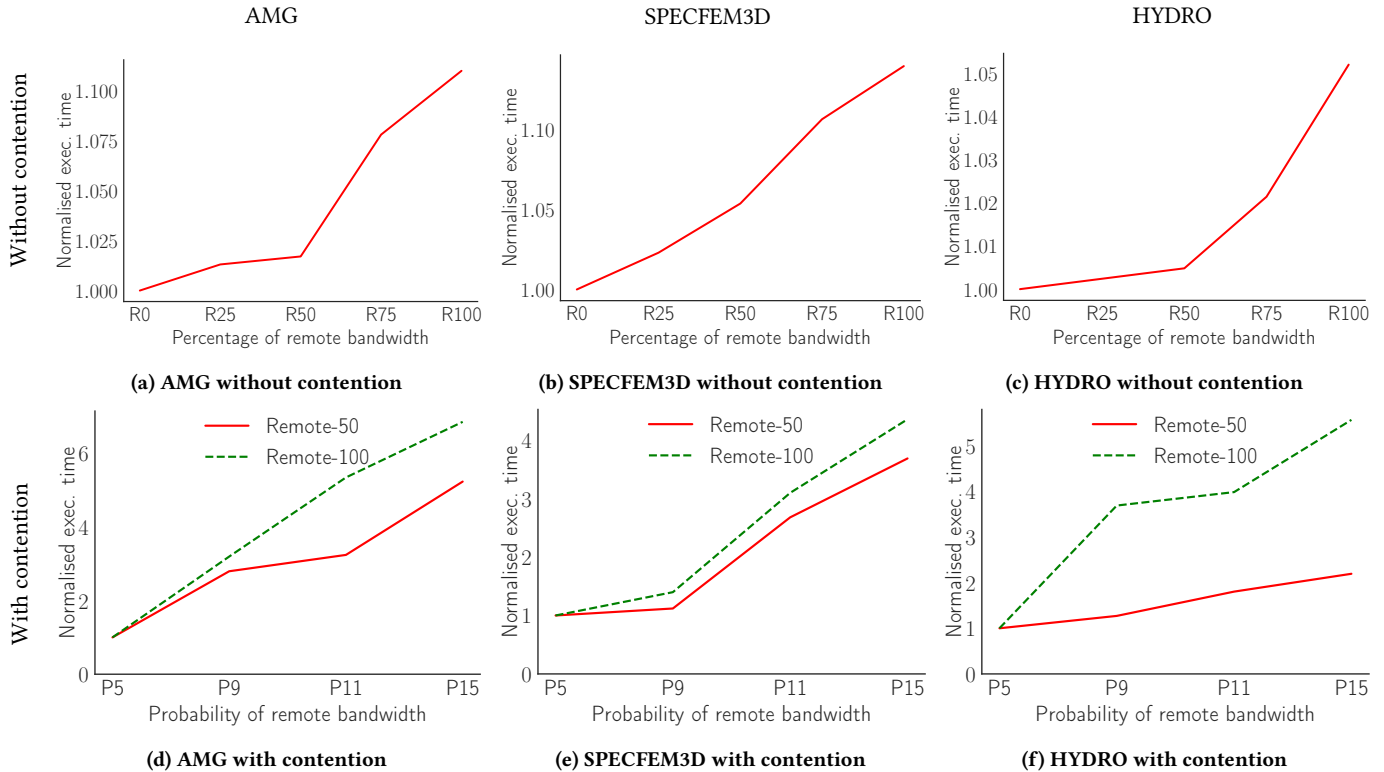 AMG
SPECFEM3D
HYDRO
Without contention
Normalised exec. time
1.100
1.075
1.050
1.025
1.000
R0 R25 R50 R75 R100
Percentage of remote bandwidth
(a) AMG without contention
Normalised exec. time
1.10
1.05
1.00
R0 R25 R50 R75 R100
Percentage of remote bandwidth
(b) SPECFEM3D without contention
Normalised exec. time
1.05
1.04
1.03
1.02
1.01
1.00
R0 R25 R50 R75 R100
Percentage of remote bandwidth
(c) HYDRO without contention
With contention
Normalised exec. time
6
4
2
0
Remote-50
Remote-100
P5 P9 P11 P15
Probability of remote bandwidth
(d) AMG with contention
Normalised exec. time
4
3
2
1
0
Remote-50
Remote-100
P5 P9 P11 P15
Probability of remote bandwidth
(e) SPECFEM3D with contention
Normalised exec. time
5
4
3
2
1
0
Remote-50
Remote-100
P5 P9 P11 P15
Probability of remote bandwidth
(f) HYDRO with contention